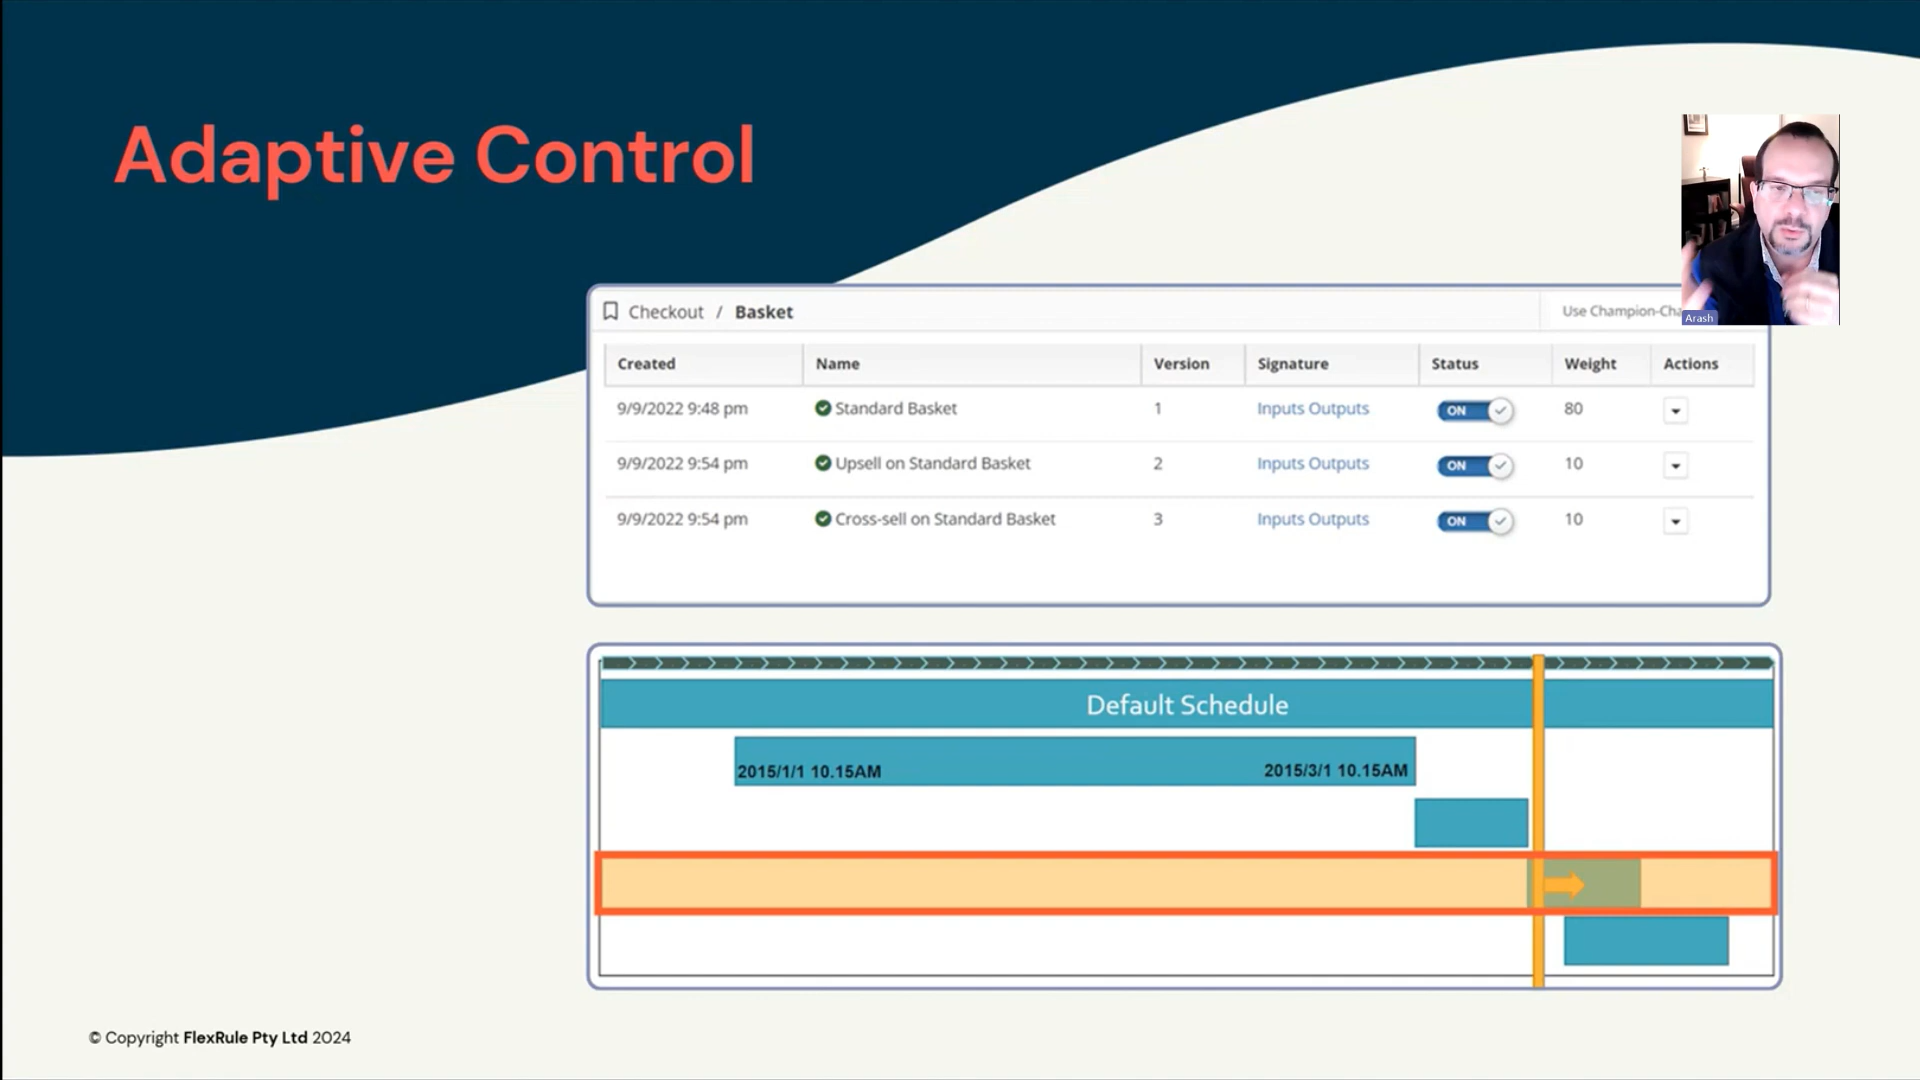 Adaptive Control
Arash
Checkout / Basket
Use Champion-Cha
Created Name Version Signature Status Weight Actions
9/9/2022 9:48 pm Standard Basket 1 Inputs Outputs ON 80
9/9/2022 9:54 pm Upsell on Standard Basket 2 Inputs Outputs ON 10
9/9/2022 9:54 pm Cross-sell on Standard Basket 3 Inputs Outputs ON 10
Default Schedule
2015/1/1 10.15AM 2015/3/1 10.15AM
© Copyright FlexRule Pty Ltd 2024